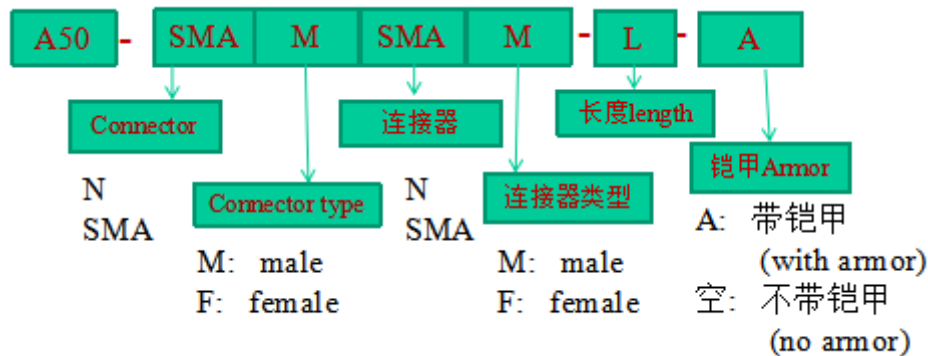 A50 - SMA M SMA M - L - A
Connector
连接器
长度length
铠甲Armor
Connector type
连接器类型
N
SMA
N
SMA
M: male
F: female
M: male
F: female
A: 带铠甲
(with armor)
空: 不带铠甲
(no armor)